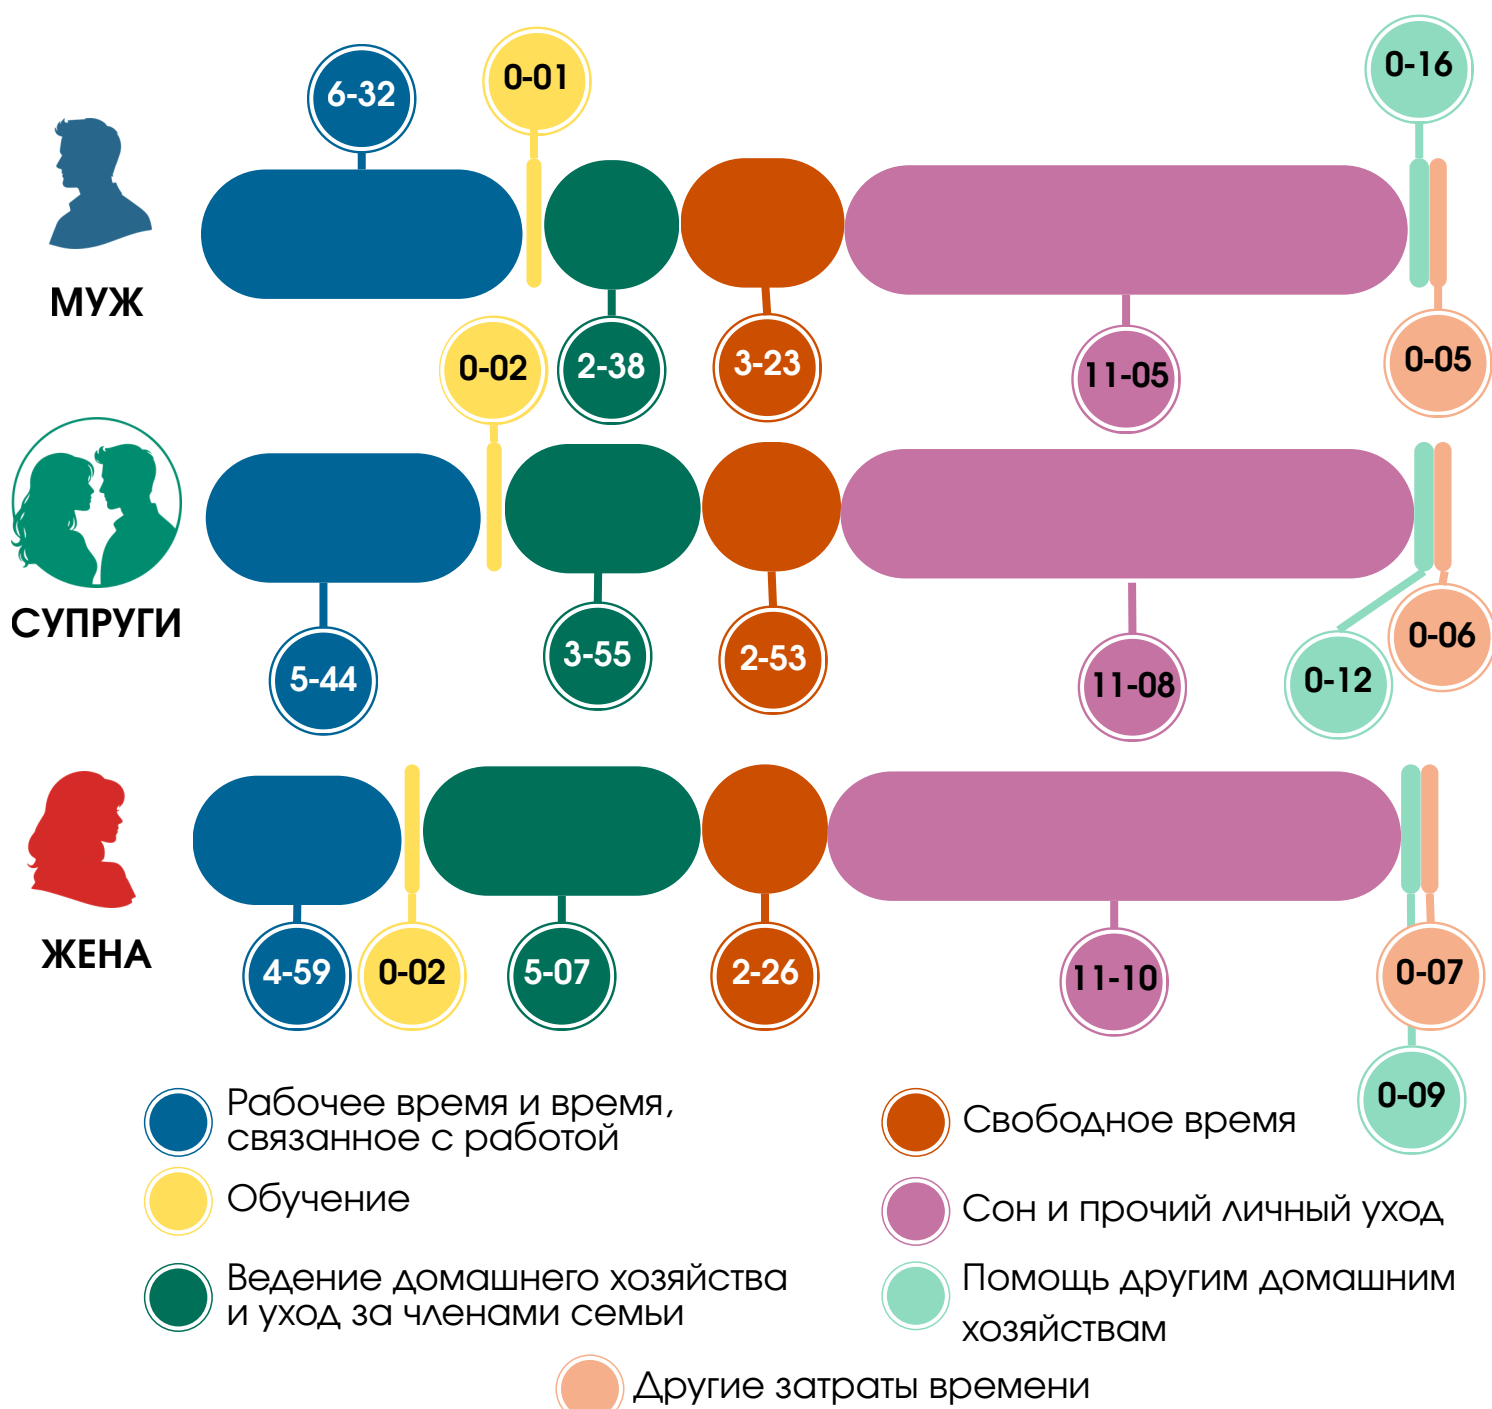 6-32
0-01
0-16
МУЖ
2-38
3-23
11-05
0-05
0-02
СУПРУГИ
5-44
3-55
2-53
11-08
0-12
0-06
ЖЕНА
4-59
0-02
5-07
2-26
11-10
0-07
0-09
Рабочее время и время,
связанное с работой
Обучение
Ведение домашнего хозяйства
и уход за членами семьи
Свободное время
Сон и прочий личный уход
Помощь другим домашним
хозяйствам
Другие затраты времени